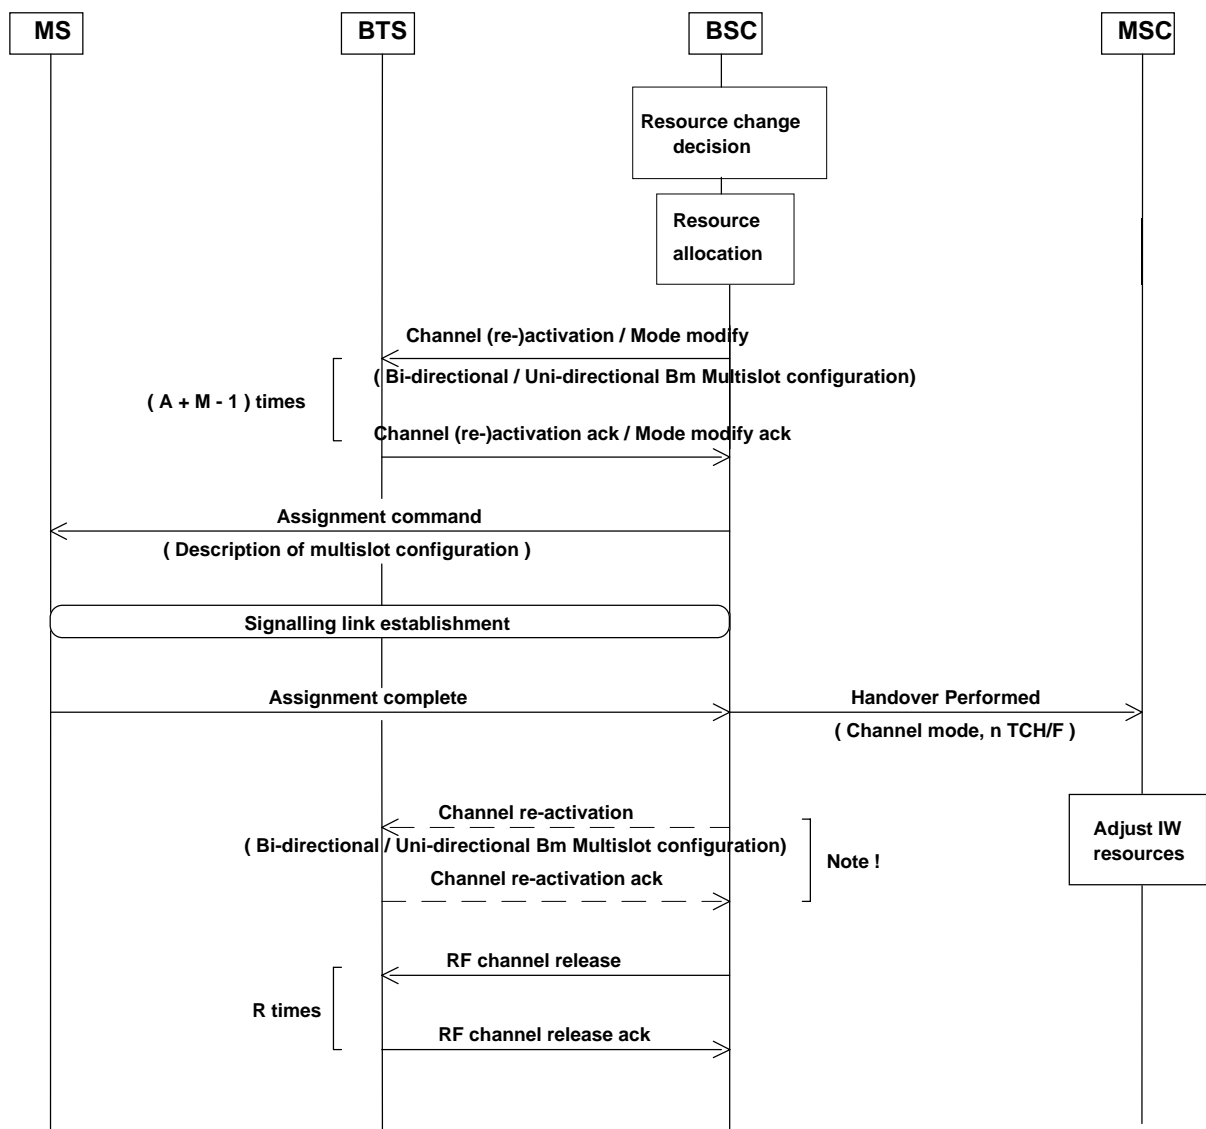 MS
BTS
BSC
MSC
Resource change
decision
Resource
allocation
Channel (re-)activation / Mode modify
( Bi-directional / Uni-directional Bm Multislot configuration)
( A + M - 1 ) times
Channel (re-)activation ack / Mode modify ack
Assignment command
( Description of multislot configuration )
Signalling link establishment
Assignment complete
Handover Performed
( Channel mode, n TCH/F )
Channel re-activation
( Bi-directional / Uni-directional Bm Multislot configuration)
Channel re-activation ack
Note !
Adjust IW
resources
RF channel release
R times
RF channel release ack